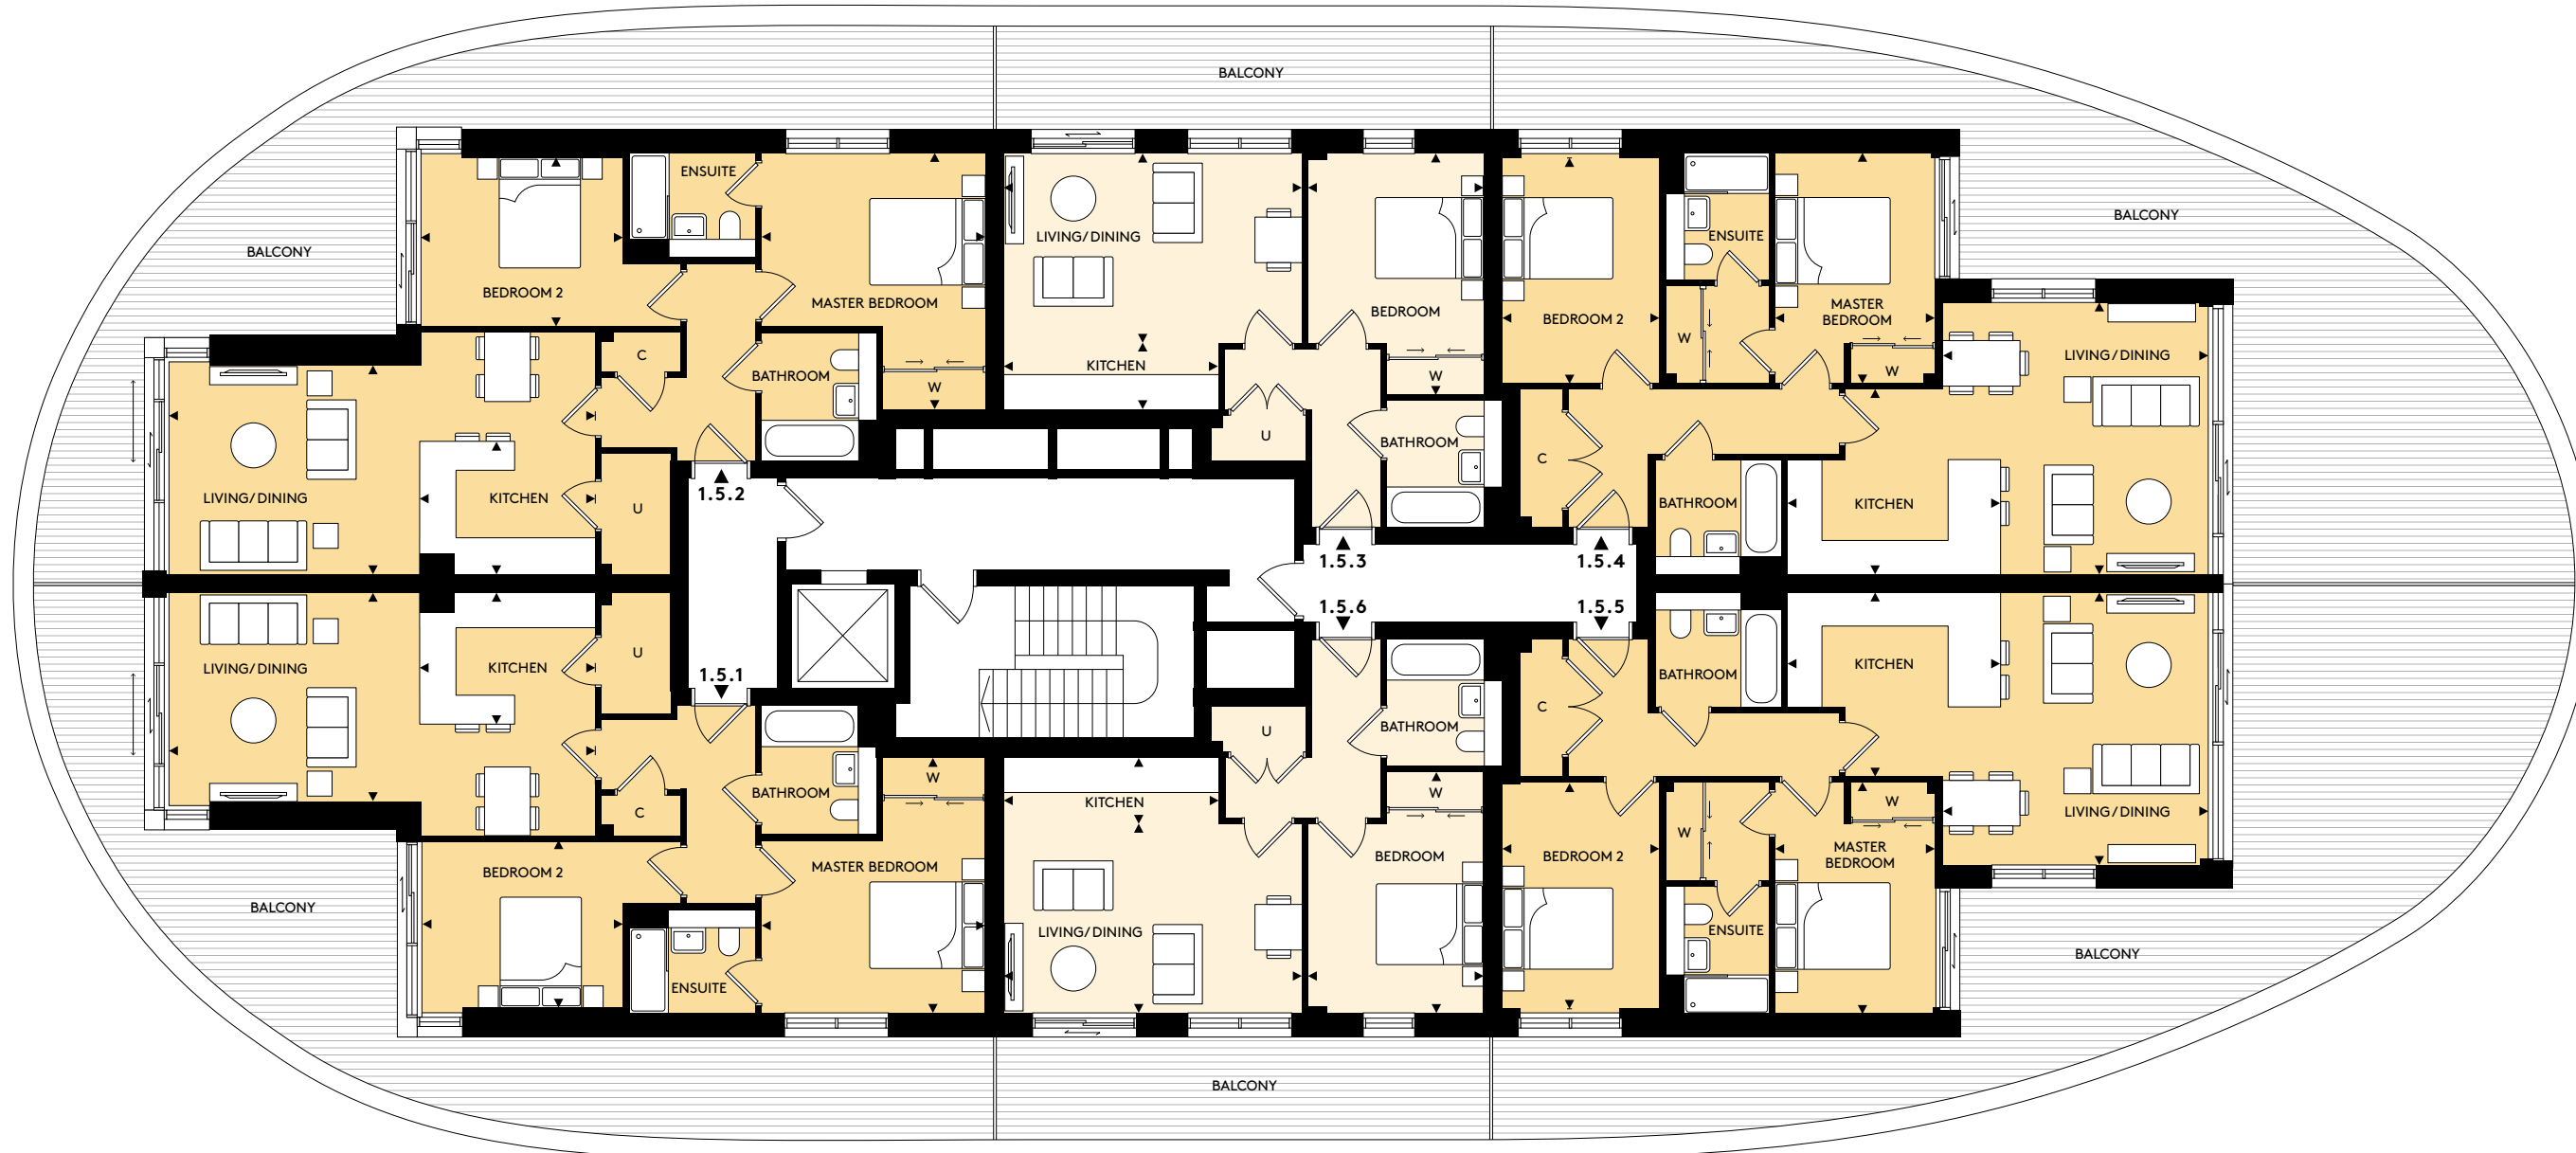 BALCONY
BALCONY
BALCONY
BEDROOM 2
ENSUITE
MASTER BEDROOM
W
C
BATHROOM
LIVING/DINING
KITCHEN
U
1.5.2
LIVING/DINING
KITCHEN
BEDROOM
W
U
BATHROOM
1.5.3
BEDROOM 2
ENSUITE
W
MASTER
BEDROOM
W
LIVING/DINING
C
BATHROOM
KITCHEN
1.5.4
LIVING/DINING
KITCHEN
U
1.5.1
C
BATHROOM
W
BEDROOM 2
MASTER BEDROOM
ENSUITE
BALCONY
1.5.6
U
BATHROOM
KITCHEN
W
BEDROOM
LIVING/DINING
BALCONY
1.5.5
C
BATHROOM
KITCHEN
BEDROOM 2
W
MASTER
BEDROOM
W
LIVING/DINING
ENSUITE
BALCONY